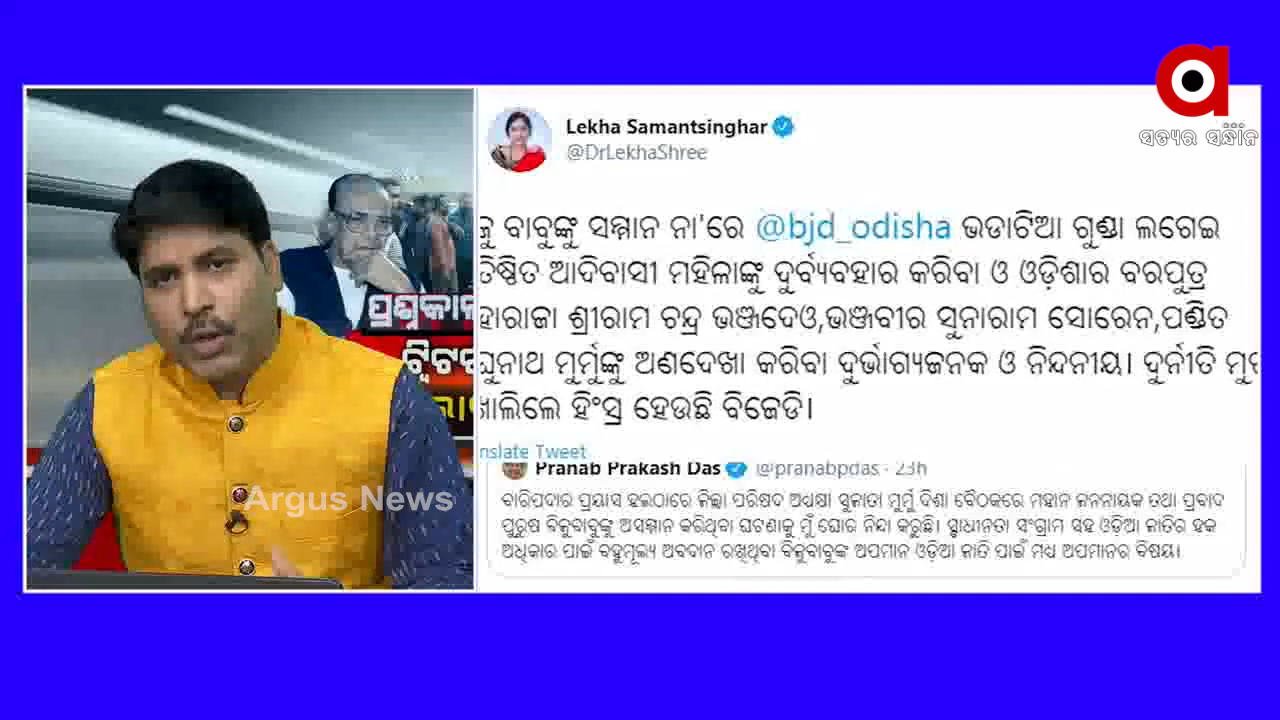 ସତ୍ୟର ସନ୍ଧାନ
Lekha Samantsinghar
@DrLekhaShree
ବାବୁଙ୍କୁ ସମ୍ମାନ ନା'ରେ @bjd_odisha ଭଡାଟିଆ ଗୁଣ୍ଡା ଲଗେଇ
ତିଷ୍ଠିତ ଆଦିବାସୀ ମହିଳାଙ୍କୁ ଦୁର୍ବ୍ୟବହାର କରିବା ଓ ଓଡ଼ିଶାର ବରପୁତ୍ର
ହାରାଜା ଶ୍ରୀରାମ ଚନ୍ଦ୍ର ଭଞ୍ଜଦେଓ,ଭଞ୍ଜବୀର ସୁନାରାମ ସୋରେନ,ପଣ୍ଡିତ
ଘୁନାଥ ମୁର୍ମୁଙ୍କୁ ଅଣଦେଖା କରିବା ଦୁର୍ଭାଗ୍ୟଜନକ ଓ ନିନ୍ଦନୀୟ। ଦୁର୍ନୀତି
ହିଂସ୍ର ହେଉଛି ବିଜେଡି।
nslate Tweet
Pranab Prakash Das @pranabpdas · 23h
ବାରିପଦାର ପ୍ରୟାସ ହଲଠାରେ ଜିଲ୍ଲା ପରିଷଦ ଅଧକ୍ଷା ସୁଜାତା ମୁର୍ମୁ ଦିଶା ବୈଠକରେ ମହାନ ଜନନାୟକ ତଥା ପ୍ରବାଦ
ପୁରୁଷ ବିଜୁବାବୁଙ୍କୁ ଅସମ୍ମାନ କରିଥିବା ଘଟଣାକୁ ମୁଁ ଘୋର ନିନ୍ଦା କରୁଛି। ସ୍ବାଧୀନତା ସଂଗ୍ରାମ ସହ ଓଡ଼ିଆ ଜାତିର ହକ
ଅଧିକାର ପାଇଁ ବହୁମୂଲ୍ୟ ଅବଦାନ ରଖିଥିବା ବିଜୁବାବୁଙ୍କ ଅପମାନ ଓଡ଼ିଆ ଜାତି ପାଇଁ ମଧ୍ୟ ଅପମାନର ବିଷୟ।
ପ୍ରଶ୍ନକାଳ
Argus News